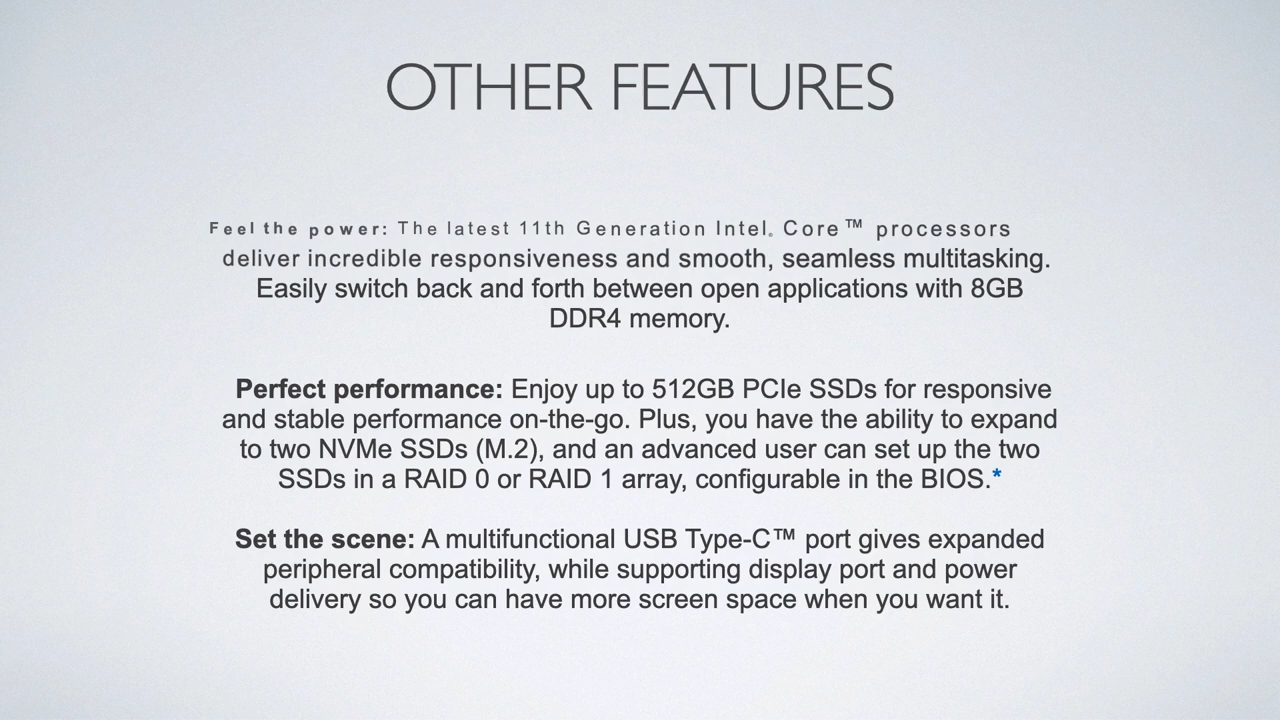 OTHER FEATURES
Feel the power: The latest 11th Generation Intel® Core™ processors
deliver incredible responsiveness and smooth, seamless multitasking.
Easily switch back and forth between open applications with 8GB
DDR4 memory.
Perfect performance: Enjoy up to 512GB PCIe SSDs for responsive
and stable performance on-the-go. Plus, you have the ability to expand
to two NVMe SSDs (M.2), and an advanced user can set up the two
SSDs in a RAID 0 or RAID 1 array, configurable in the BIOS.*
Set the scene: A multifunctional USB Type-C™ port gives expanded
peripheral compatibility, while supporting display port and power
delivery so you can have more screen space when you want it.